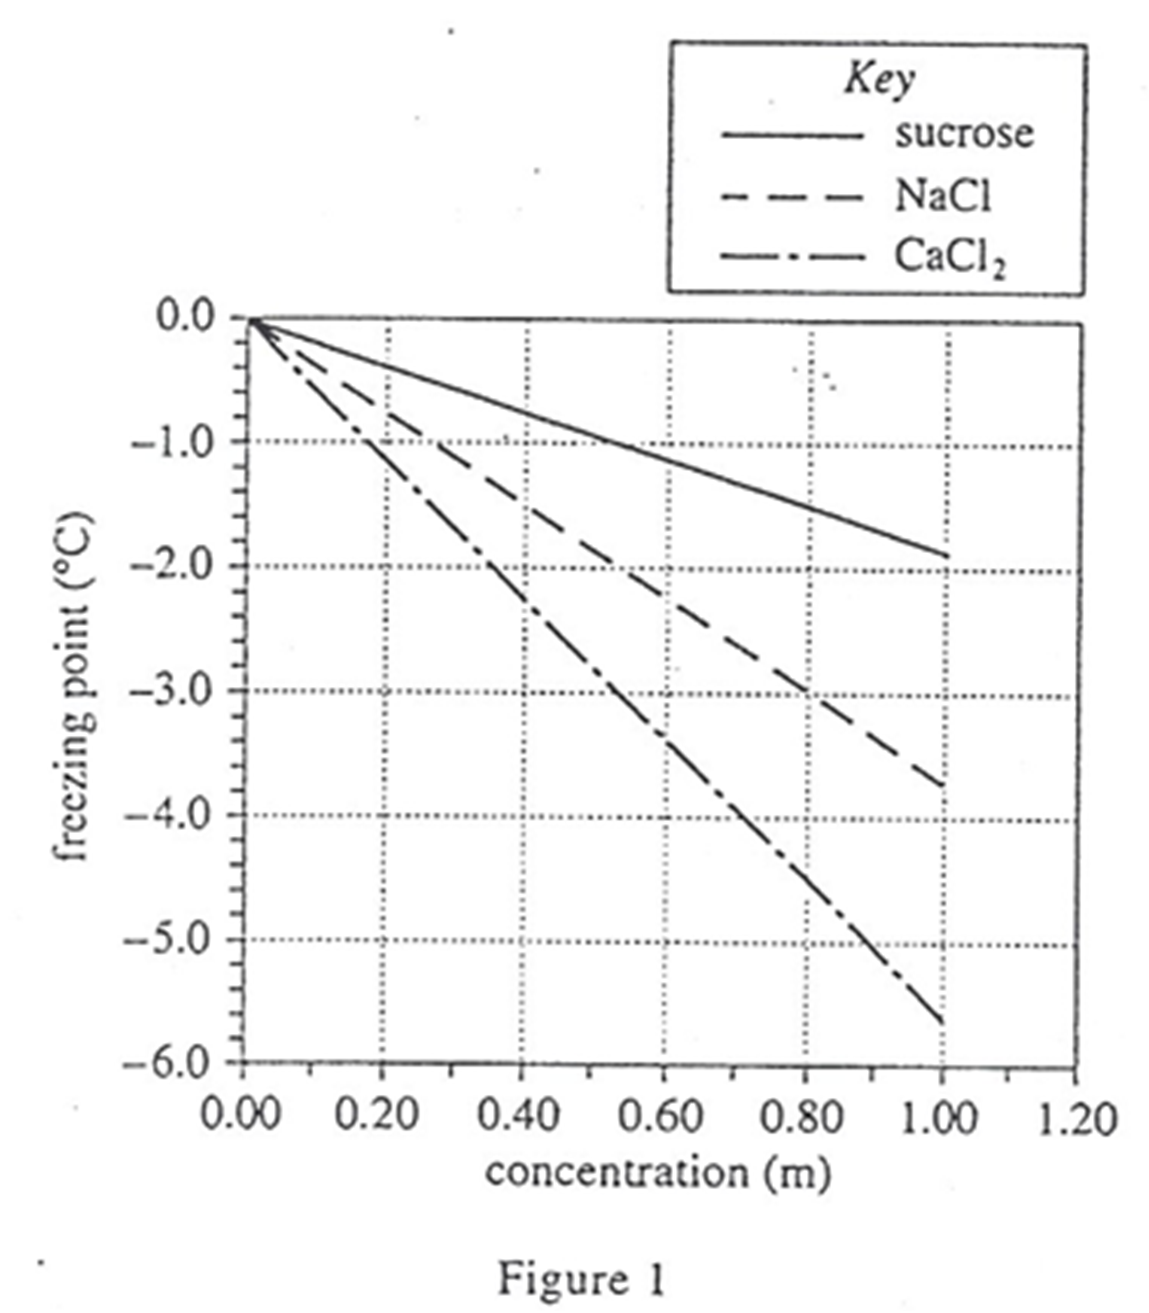 Key
sucrose
NaCl
CaCl₂
0.0
−1.0
−2.0
−3.0
−4.0
−5.0
−6.0
freezing point (°C)
0.00 0.20 0.40 0.60 0.80 1.00 1.20
concentration (m)
Figure 1